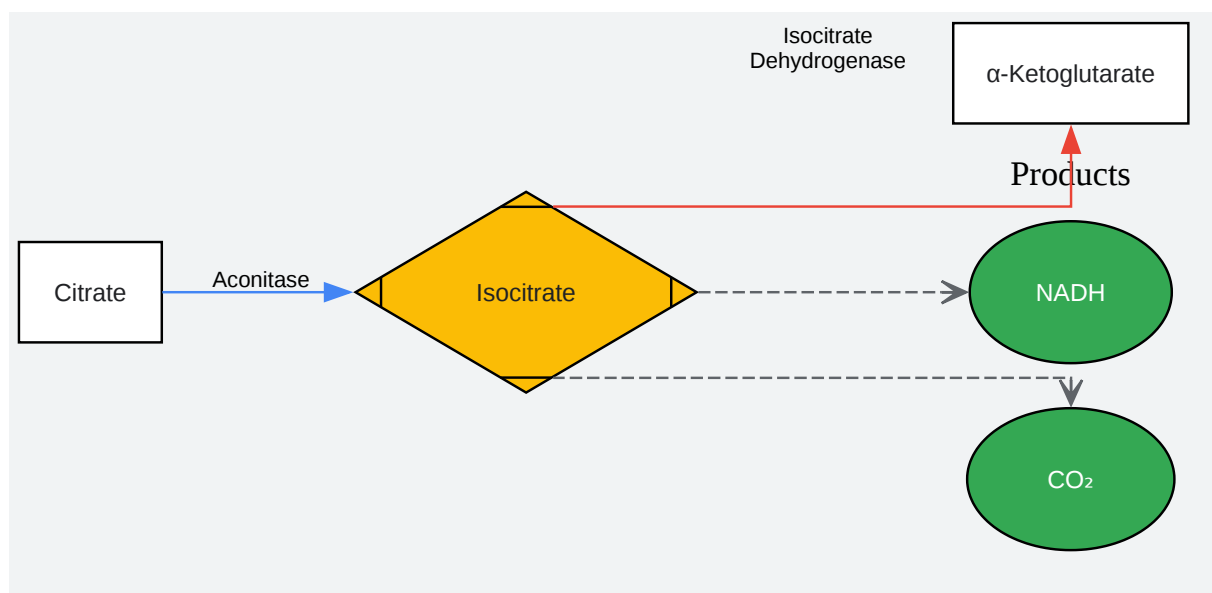 Isocitrate
Dehydrogenase
α-Ketoglutarate
Products
Citrate
Aconitase
Isocitrate
NADH
CO₂